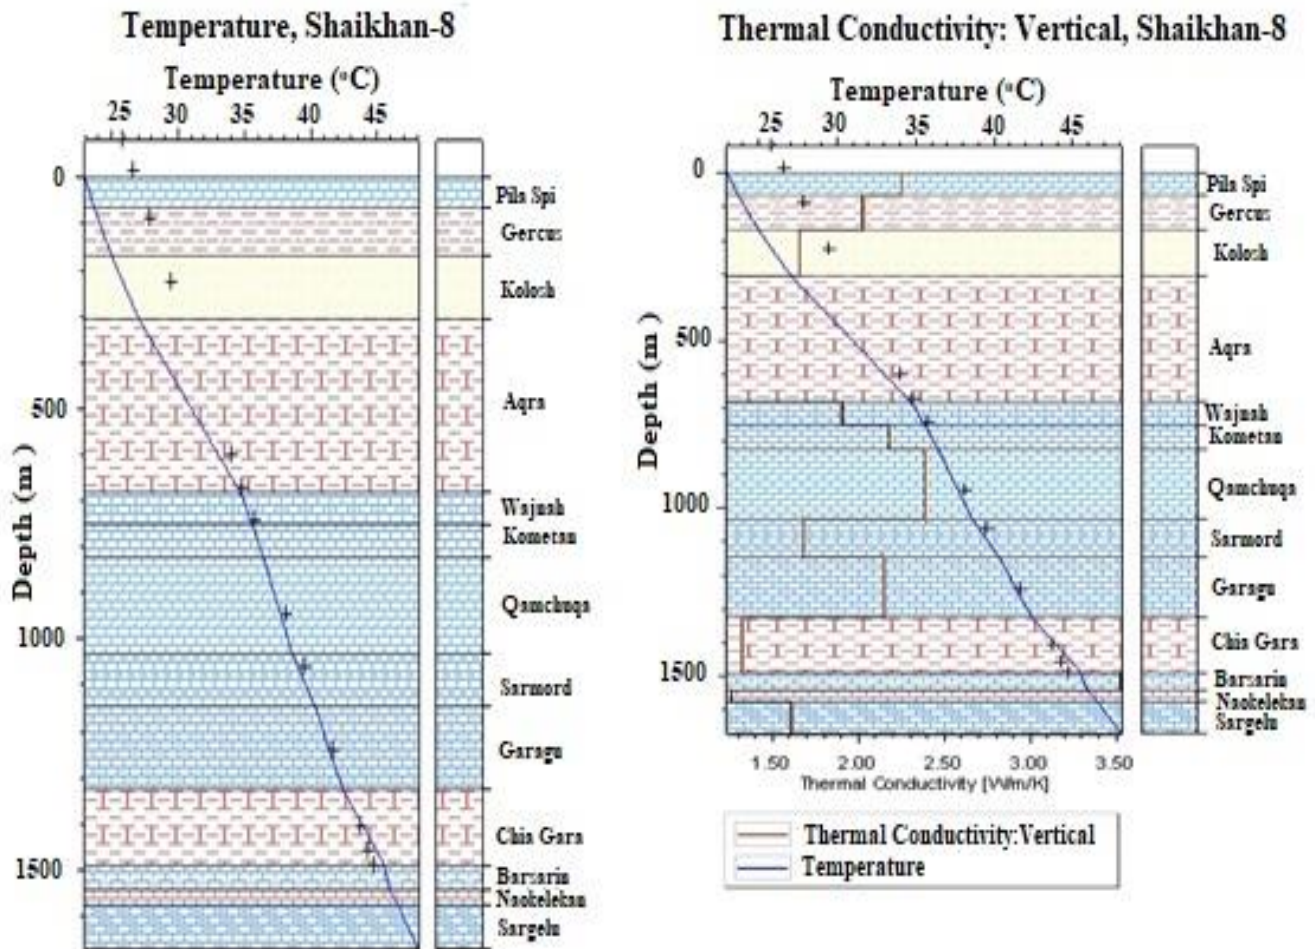 Temperature, Shaikhan-8
Temperature (°C)
25 30 35 40 45
0
500
1000
1500
Depth (m )
Pila Spi
Gercus
Kolosh
Aqra
Wajnah
Kometan
Qamchuqa
Sarmord
Garagu
Chia Gara
Barsarin
Naokelekan
Sargelu
Thermal Conductivity: Vertical, Shaikhan-8
Temperature (°C)
25 30 35 40 45
0
500
1000
1500
Depth (m )
Pila Spi
Gercus
Kolosh
Aqra
Wajnah
Kometan
Qamchuqa
Sarmord
Garagu
Chia Gara
Barsarin
Naokelekan
Sargelu
1.50 2.00 2.50 3.00 3.50
Thermal Conductivity [W/m/K]
Thermal Conductivity:Vertical
Temperature